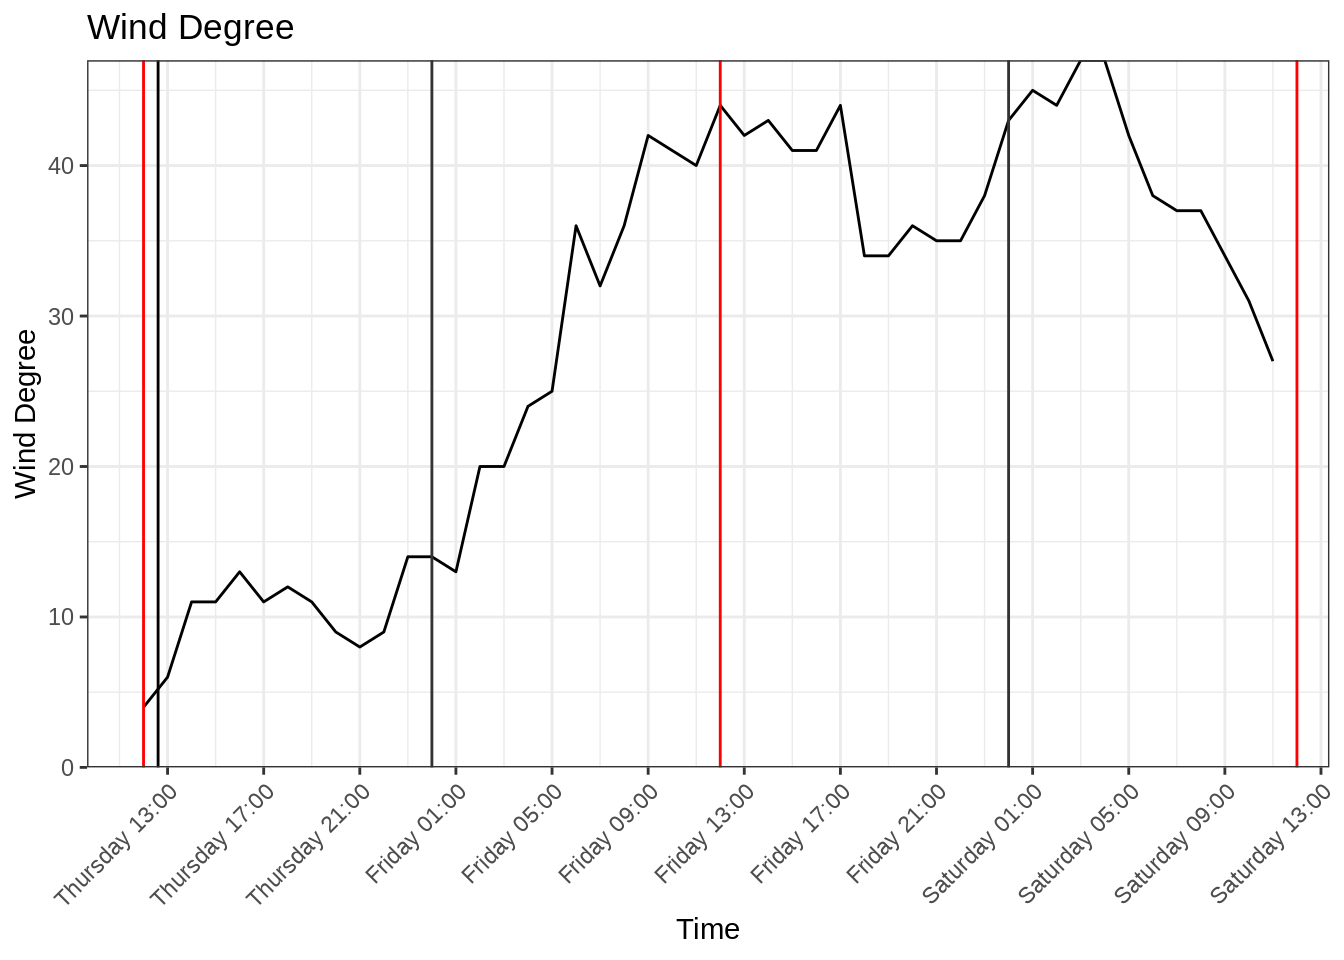 Wind Degree
Wind Degree
40
30
20
10
0
Thursday 13:00
Thursday 17:00
Thursday 21:00
Friday 01:00
Friday 05:00
Friday 09:00
Friday 13:00
Friday 17:00
Friday 21:00
Saturday 01:00
Saturday 05:00
Saturday 09:00
Saturday 13:00
Time